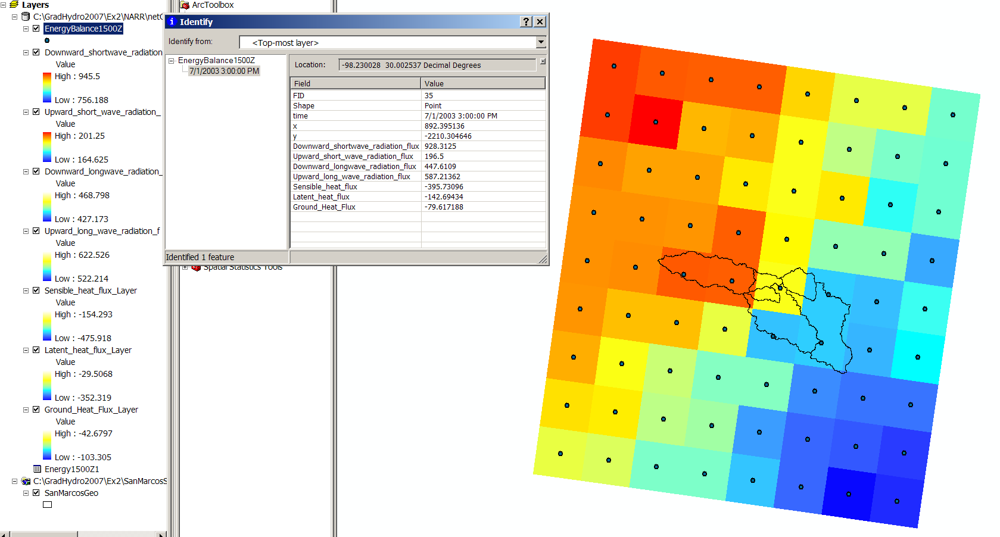 Layers
C:\GradHydro2007\Ex2\NARR\netC
EnergyBalance1500Z
Downward_shortwave_radiation
Value
High : 945.5
Low : 756.188
Upward_short_wave_radiation_
Value
High : 201.25
Low : 164.625
Downward_longwave_radiation_
Value
High : 468.798
Low : 427.173
Upward_long_wave_radiation_f
Value
High : 622.526
Low : 522.214
Sensible_heat_flux_Layer
Value
High : -154.293
Low : -475.918
Latent_heat_flux_Layer
Value
High : -29.5068
Low : -352.319
Ground_Heat_Flux_Layer
Value
High : -42.6797
Low : -103.305
Energy1500Z1
C:\GradHydro2007\Ex2\SanMarcosS
SanMarcosGeo
ArcToolbox
Identify
Identify from: <Top-most layer>
EnergyBalance1500Z
7/1/2003 3:00:00 PM
Location: -98.230028 30.002537 Decimal Degrees
Field Value
FID 35
Shape Point
time 7/1/2003 3:00:00 PM
x 892.395136
y -2210.304646
Downward_shortwave_radiation_flux 928.3125
Upward_short_wave_radiation_flux 196.5
Downward_longwave_radiation_flux 447.6109
Upward_long_wave_radiation_flux 587.21362
Sensible_heat_flux -395.73096
Latent_heat_flux -142.69434
Ground_Heat_Flux -79.617188
Identified 1 feature
Spatial Statistics Tools